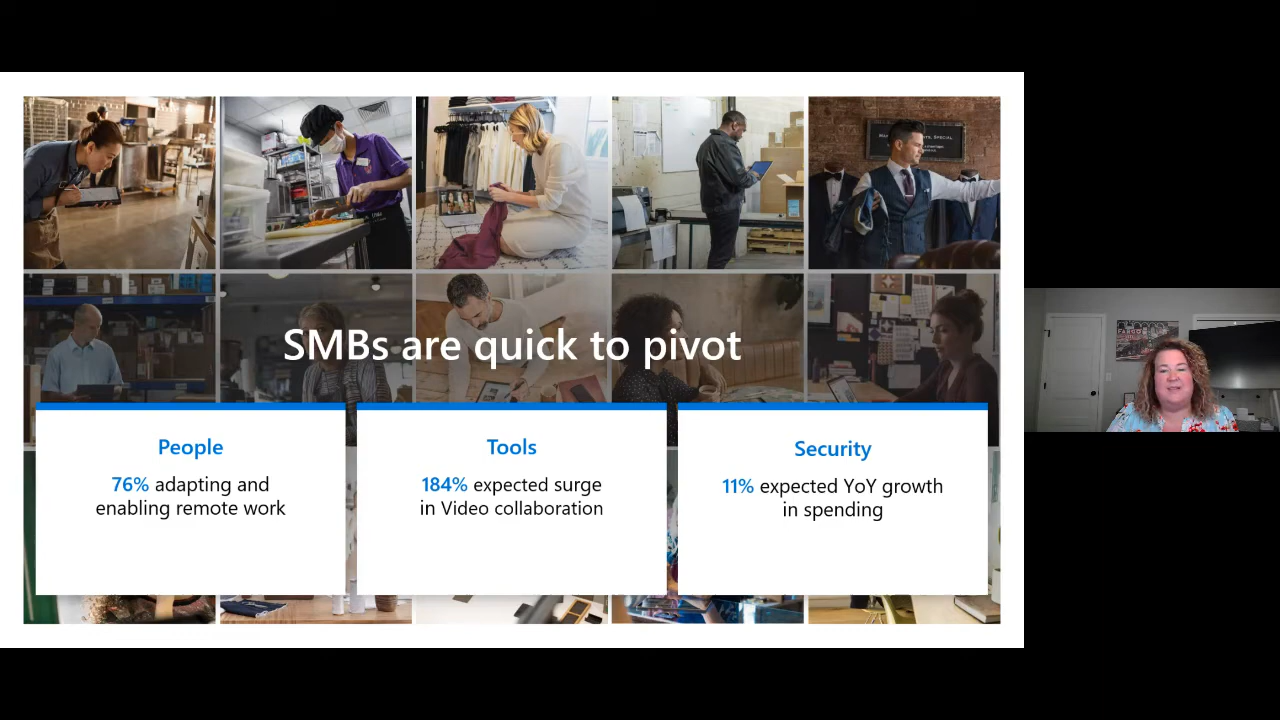 SMBs are quick to pivot
People
76% adapting and
enabling remote work
Tools
184% expected surge
in Video collaboration
Security
11% expected YoY growth
in spending